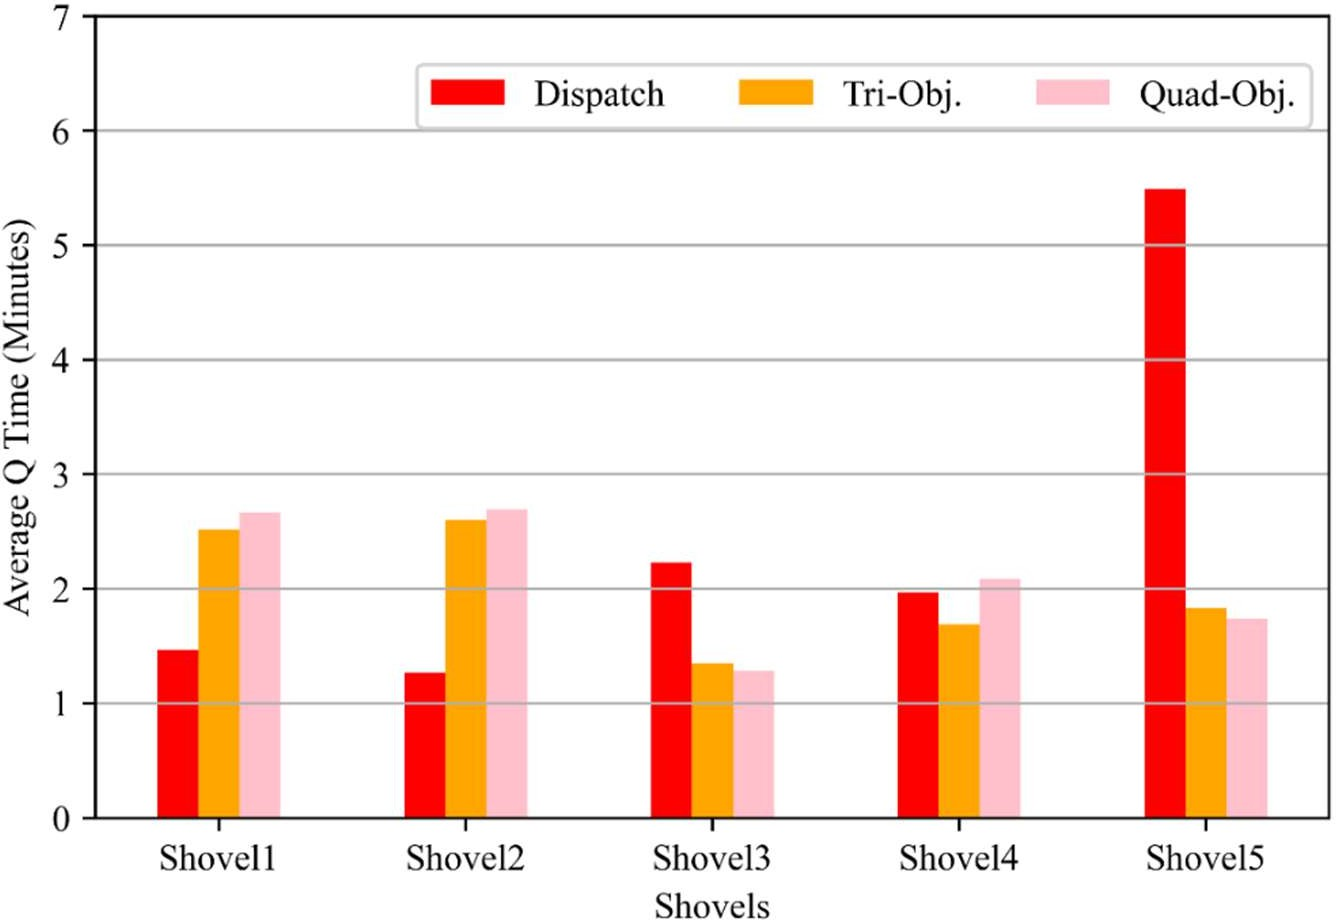 7
Dispatch Tri-Obj. Quad-Obj.
6
5
4
3
2
1
0
Average Q Time (Minutes)
Shovel1 Shovel2 Shovel3 Shovel4 Shovel5
Shovels